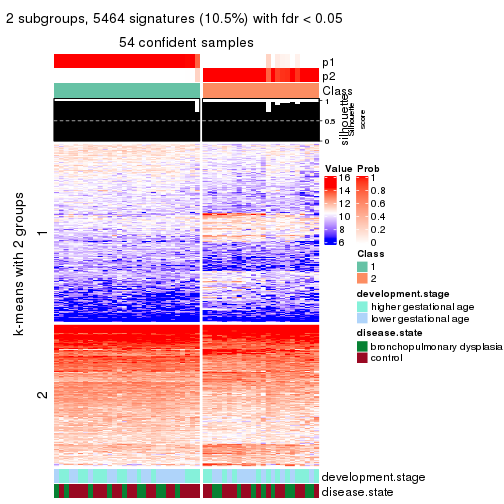 2 subgroups, 5464 signatures (10.5%) with fdr < 0.05
54 confident samples
p1
p2
Class
1
0.5
0
silhouette
Silhouette
score
k-means with 2 groups
1
2
Value
16
14
12
10
8
6
Prob
1
0.8
0.6
0.4
0.2
0
Class
1
2
development.stage
higher gestational age
lower gestational age
disease.state
bronchopulmonary dysplasia
control
development.stage
disease.state